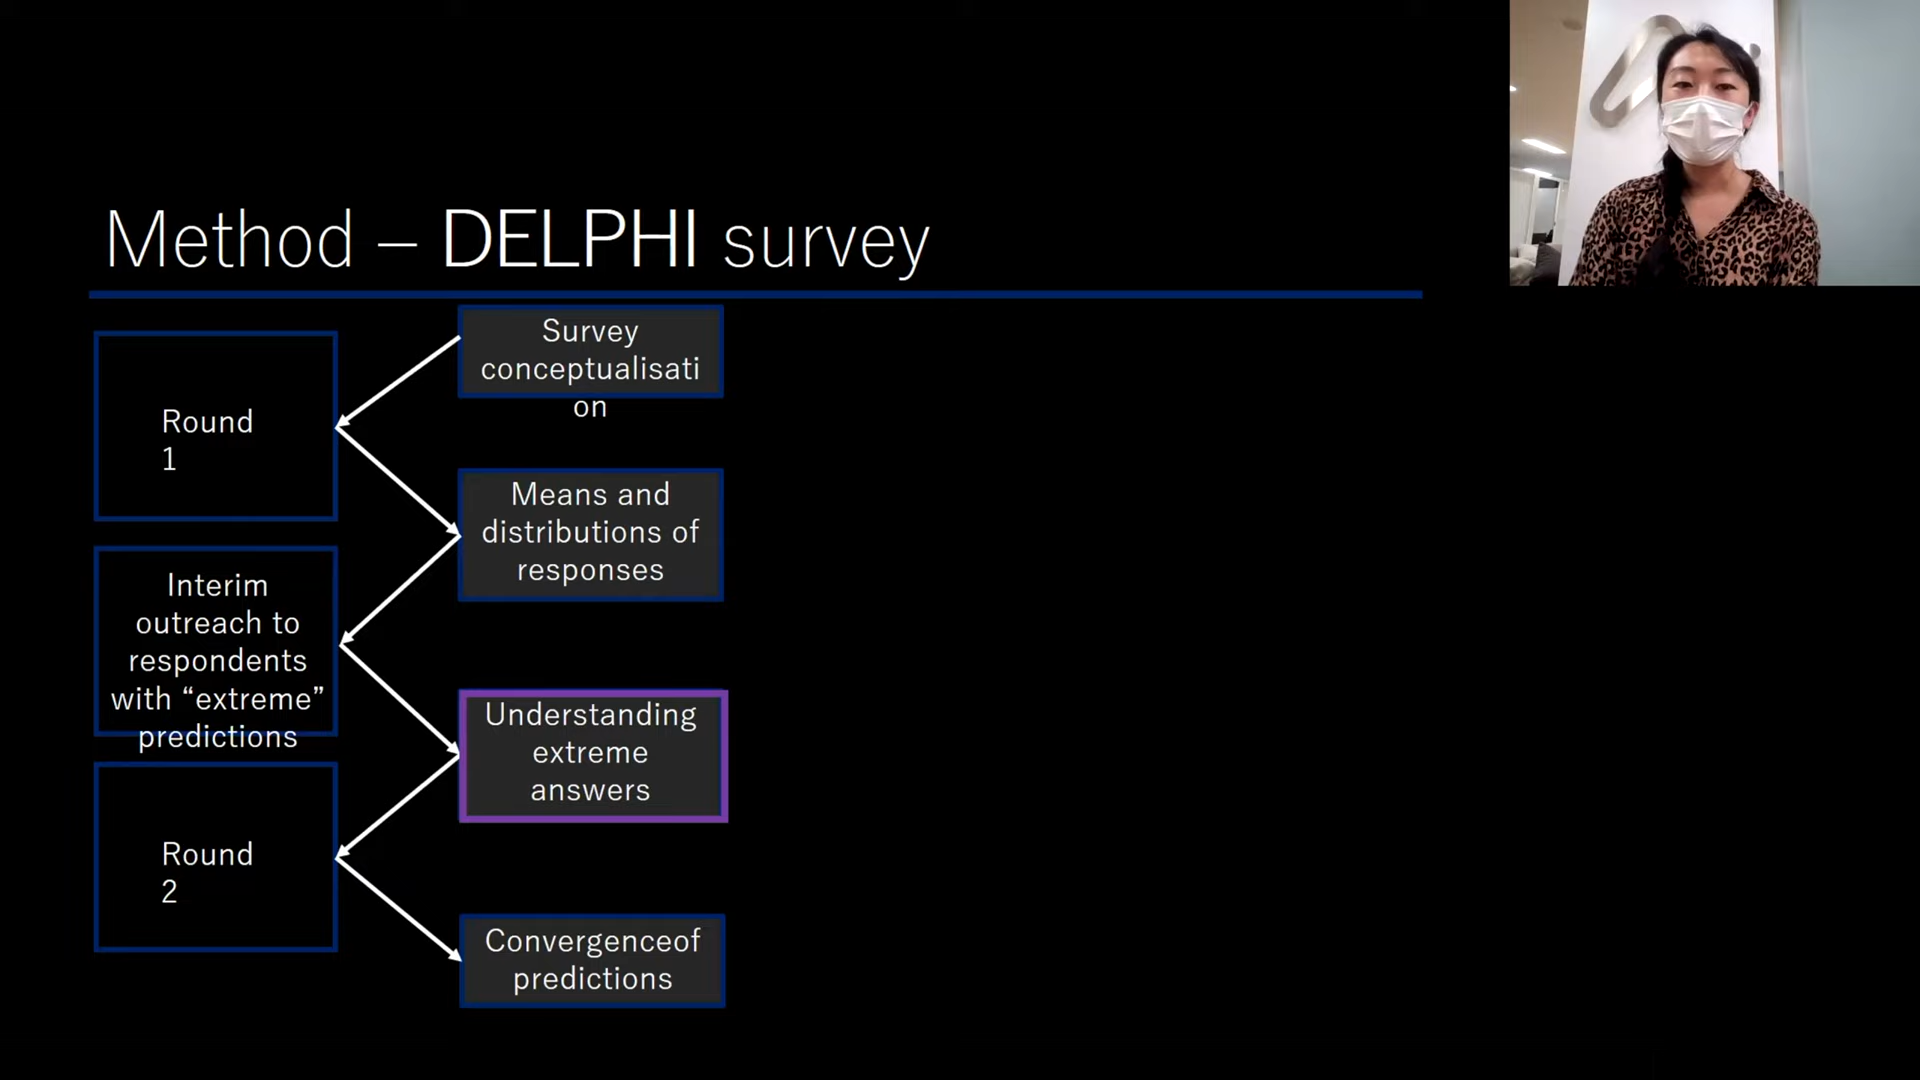 Method – DELPHI survey
Survey
conceptualisati
on
Round
1
Means and
distributions of
responses
Interim
outreach to
respondents
with “extreme”
predictions
Understanding
extreme
answers
Round
2
Convergenceof
predictions